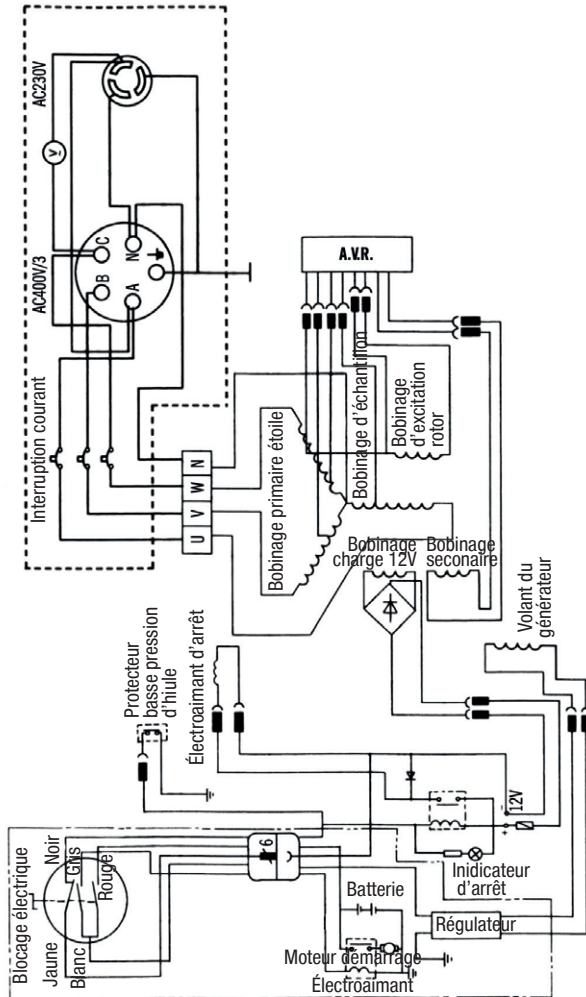 AC230V
V
AC400V/3
C
B
N
A
Interruption courant
U V W N
Bobinage primaire étoile
A.V.R.
Bobinage d'échantillon
Bobinage
d'excitation
rotor
Bobinage
charge 12V
Bobinage
seconaire
Volant du
générateur
Protecteur
basse pression
d'hiule
Électroaimant d'arrêt
12V
- +
Inidicateur
d'arrêt
Régulateur
Batterie
Moteur démarrage
Électroaimant
6
Blocage électrique
Noir
Gris
Rouge
Jaune
Blanc